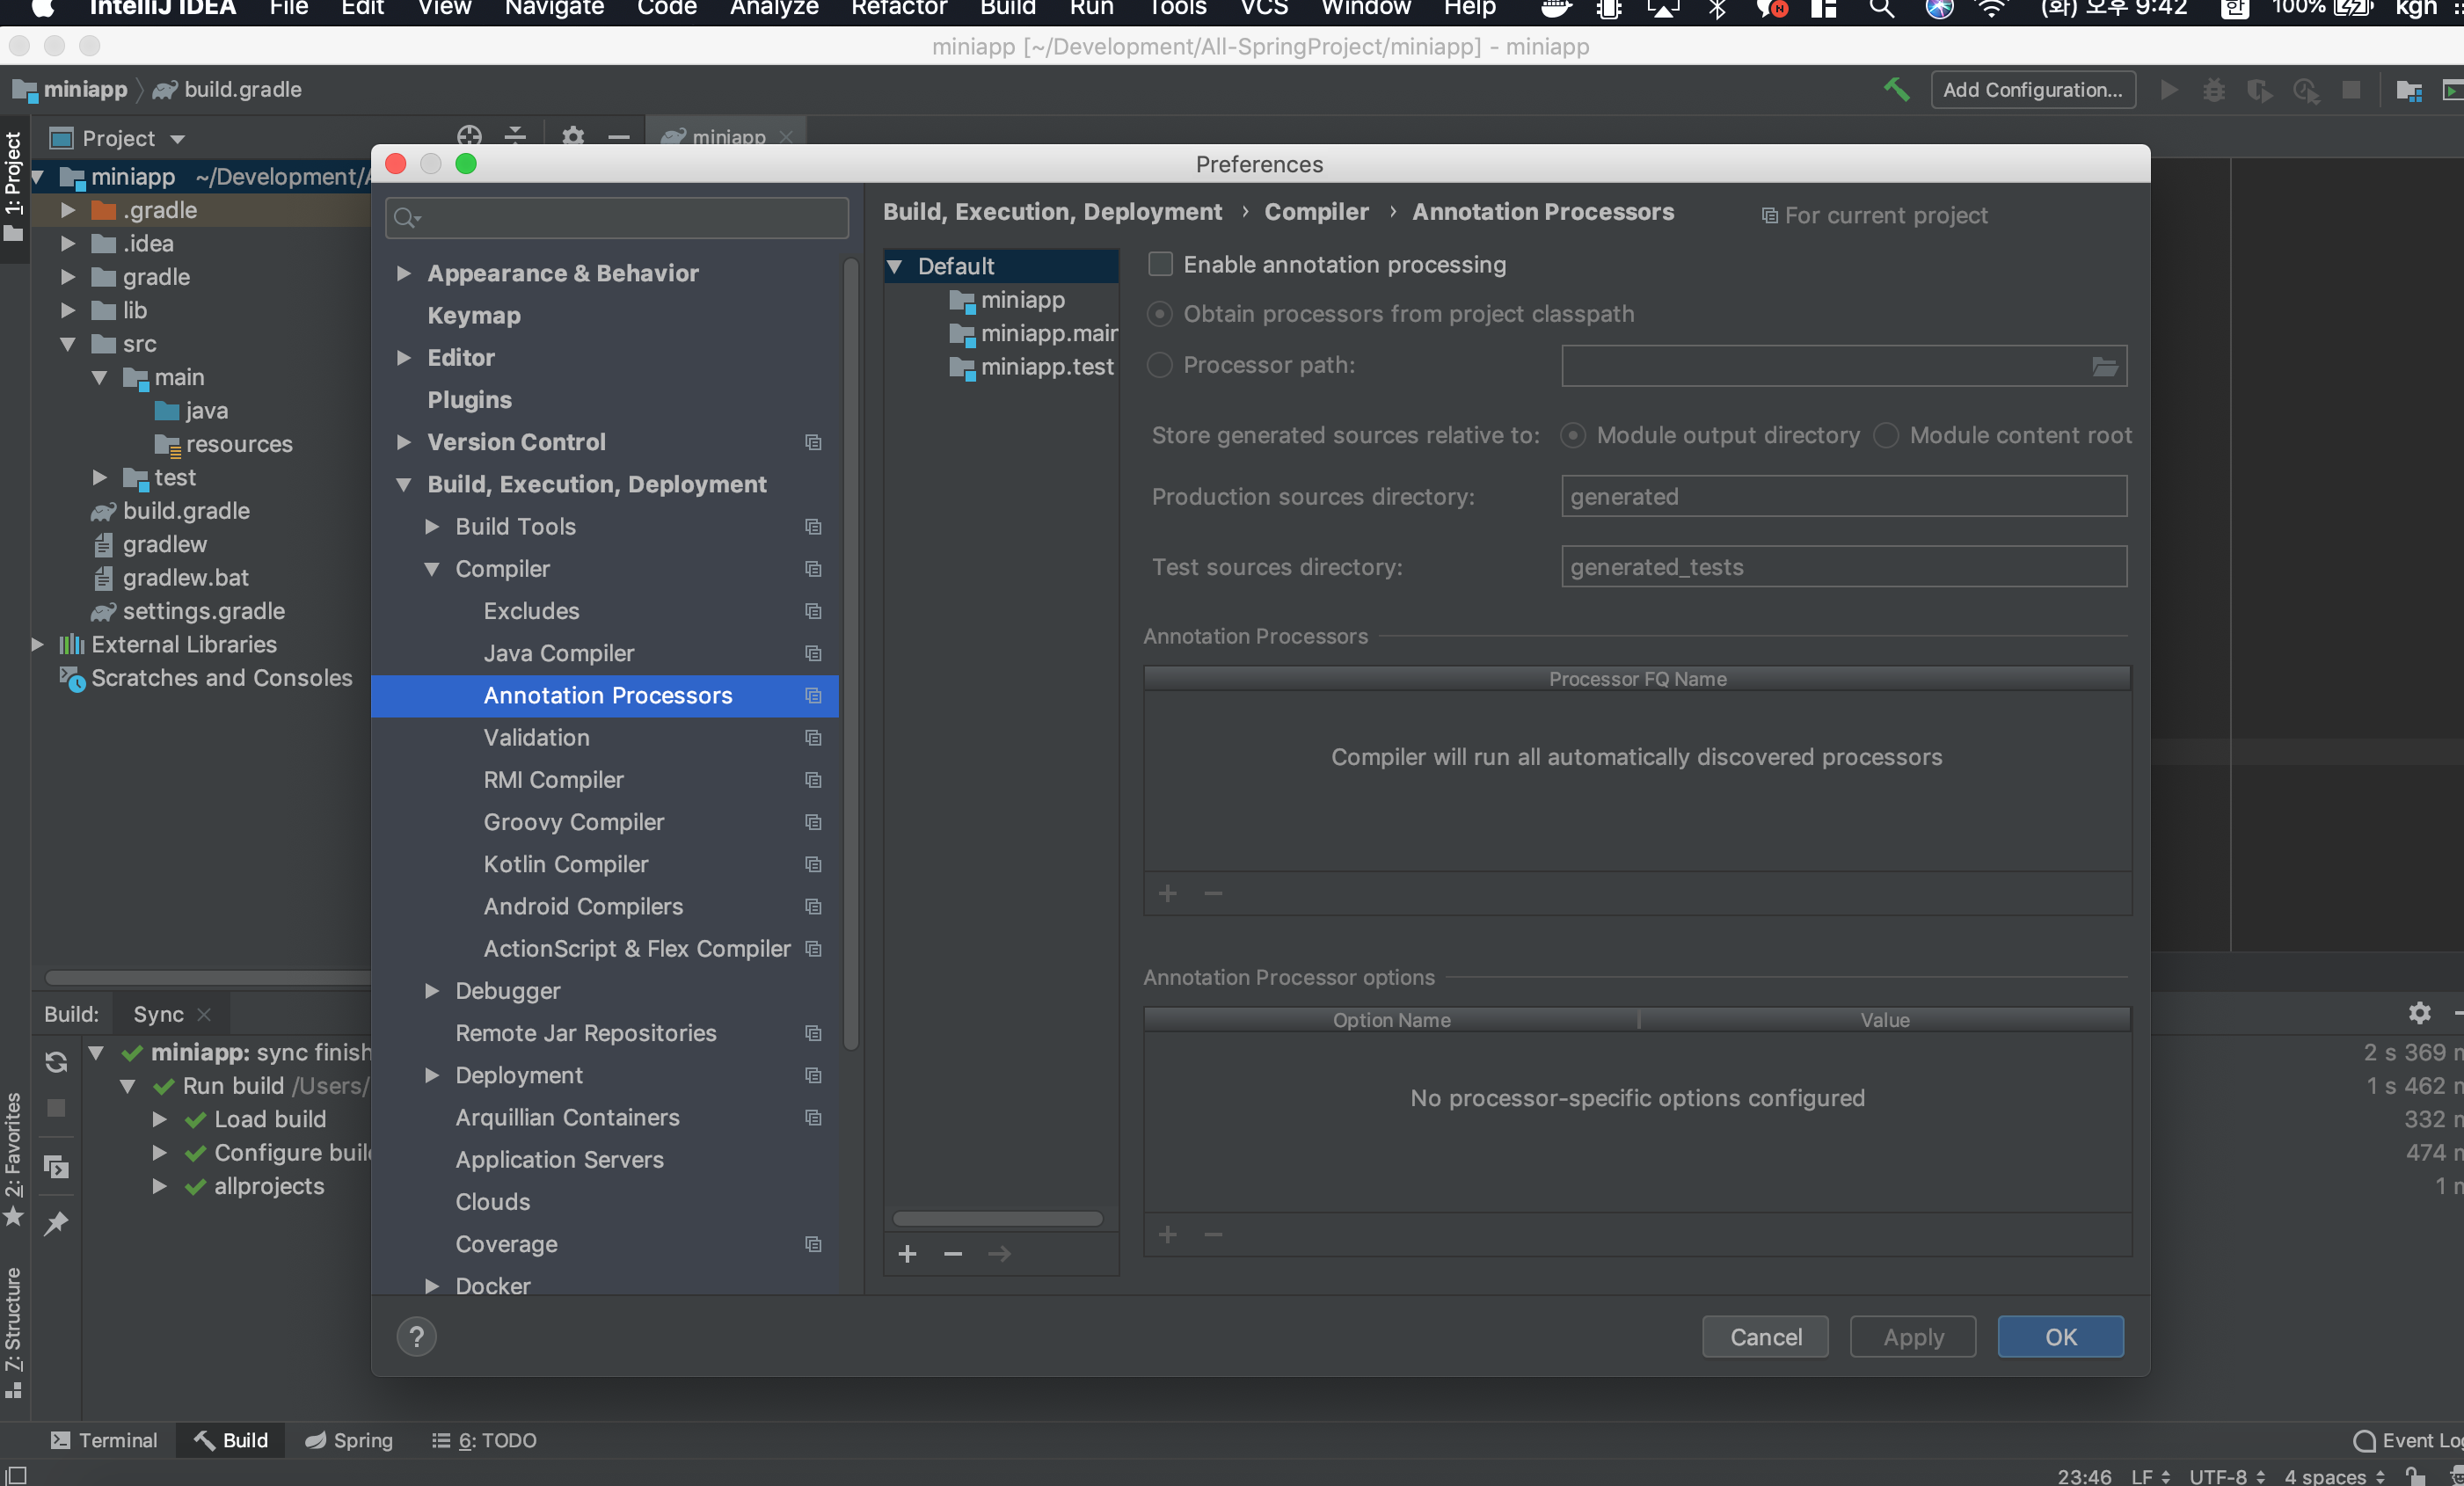 IntelliJ IDEA File Edit View Navigate Code Analyze Refactor Build Run Tools VCS Window Help (화) 오후 9:42 한 100% kgh
miniapp [~/Development/All-SpringProject/miniapp] - miniapp
miniapp build.gradle Add Configuration...
Project miniapp
1: Project
miniapp ~/Development/A
.gradle
.idea
gradle
lib
src
main
java
resources
test
build.gradle
gradlew
gradlew.bat
settings.gradle
External Libraries
Scratches and Consoles
Preferences
Appearance & Behavior
Keymap
Editor
Plugins
Version Control
Build, Execution, Deployment
Build Tools
Compiler
Excludes
Java Compiler
Annotation Processors
Validation
RMI Compiler
Groovy Compiler
Kotlin Compiler
Android Compilers
ActionScript & Flex Compiler
Debugger
Remote Jar Repositories
Deployment
Arquillian Containers
Application Servers
Clouds
Coverage
Docker
Build, Execution, Deployment › Compiler › Annotation Processors For current project
Default
miniapp
miniapp.main
miniapp.test
Enable annotation processing
Obtain processors from project classpath
Processor path:
Store generated sources relative to: Module output directory Module content root
Production sources directory: generated
Test sources directory: generated_tests
Annotation Processors
Processor FQ Name
Compiler will run all automatically discovered processors
Annotation Processor options
Option Name Value
No processor-specific options configured
? Cancel Apply OK
Build: Sync
miniapp: sync finish 2 s 369 m
Run build /Users/ 1 s 462 m
Load build 332 m
Configure build 474 m
allprojects 1 m
2: Favorites
7: Structure
Terminal Build Spring 6: TODO Event Log
23:46 LF UTF-8 4 spaces